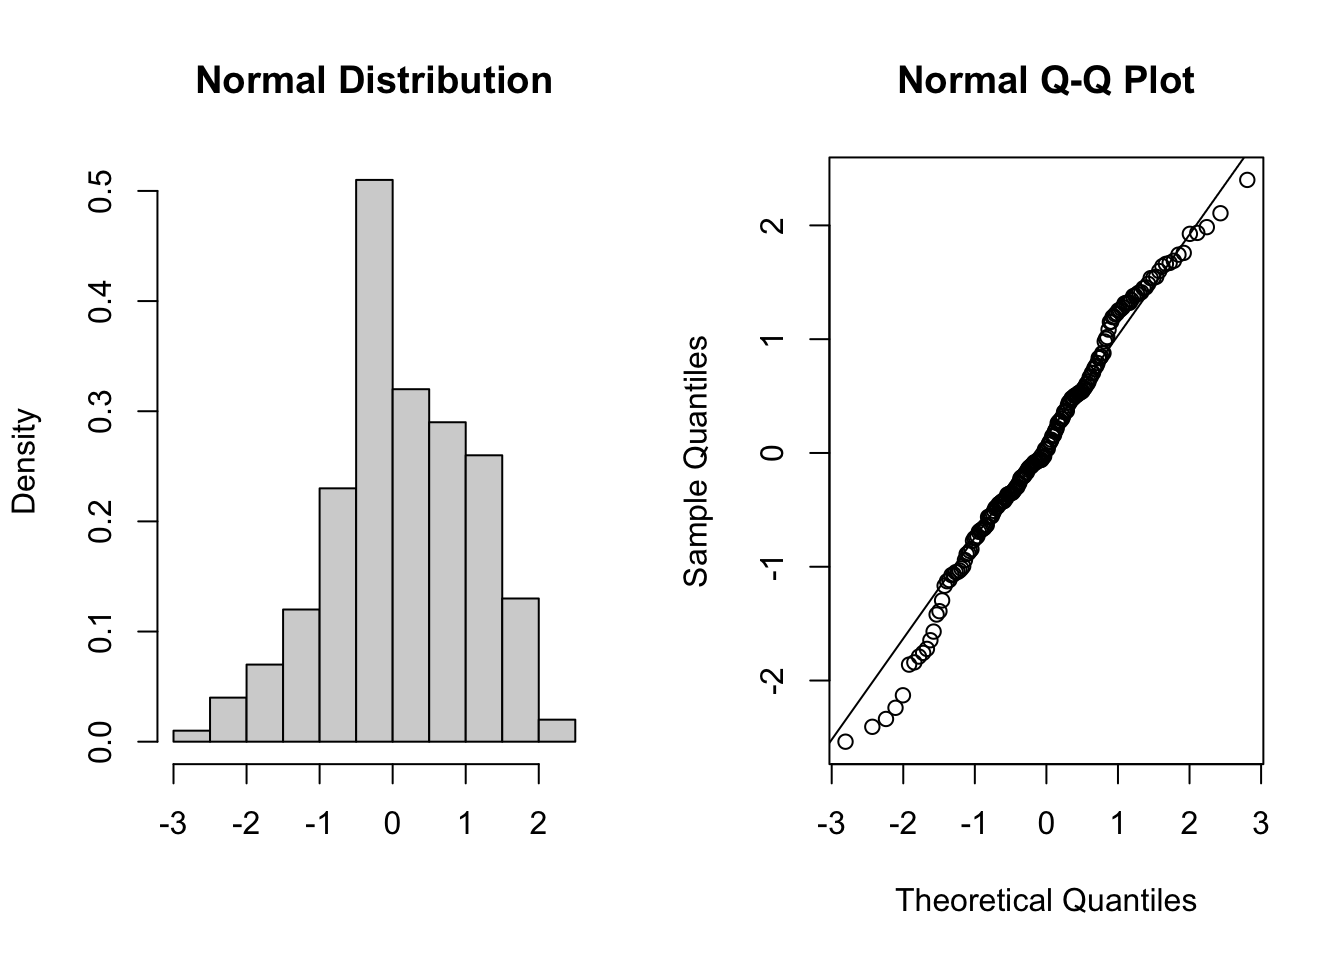 Normal Distribution
Density
0.0 0.1 0.2 0.3 0.4 0.5
-3 -2 -1 0 1 2
Normal Q-Q Plot
Sample Quantiles
-2 -1 0 1 2
-3 -2 -1 0 1 2 3
Theoretical Quantiles